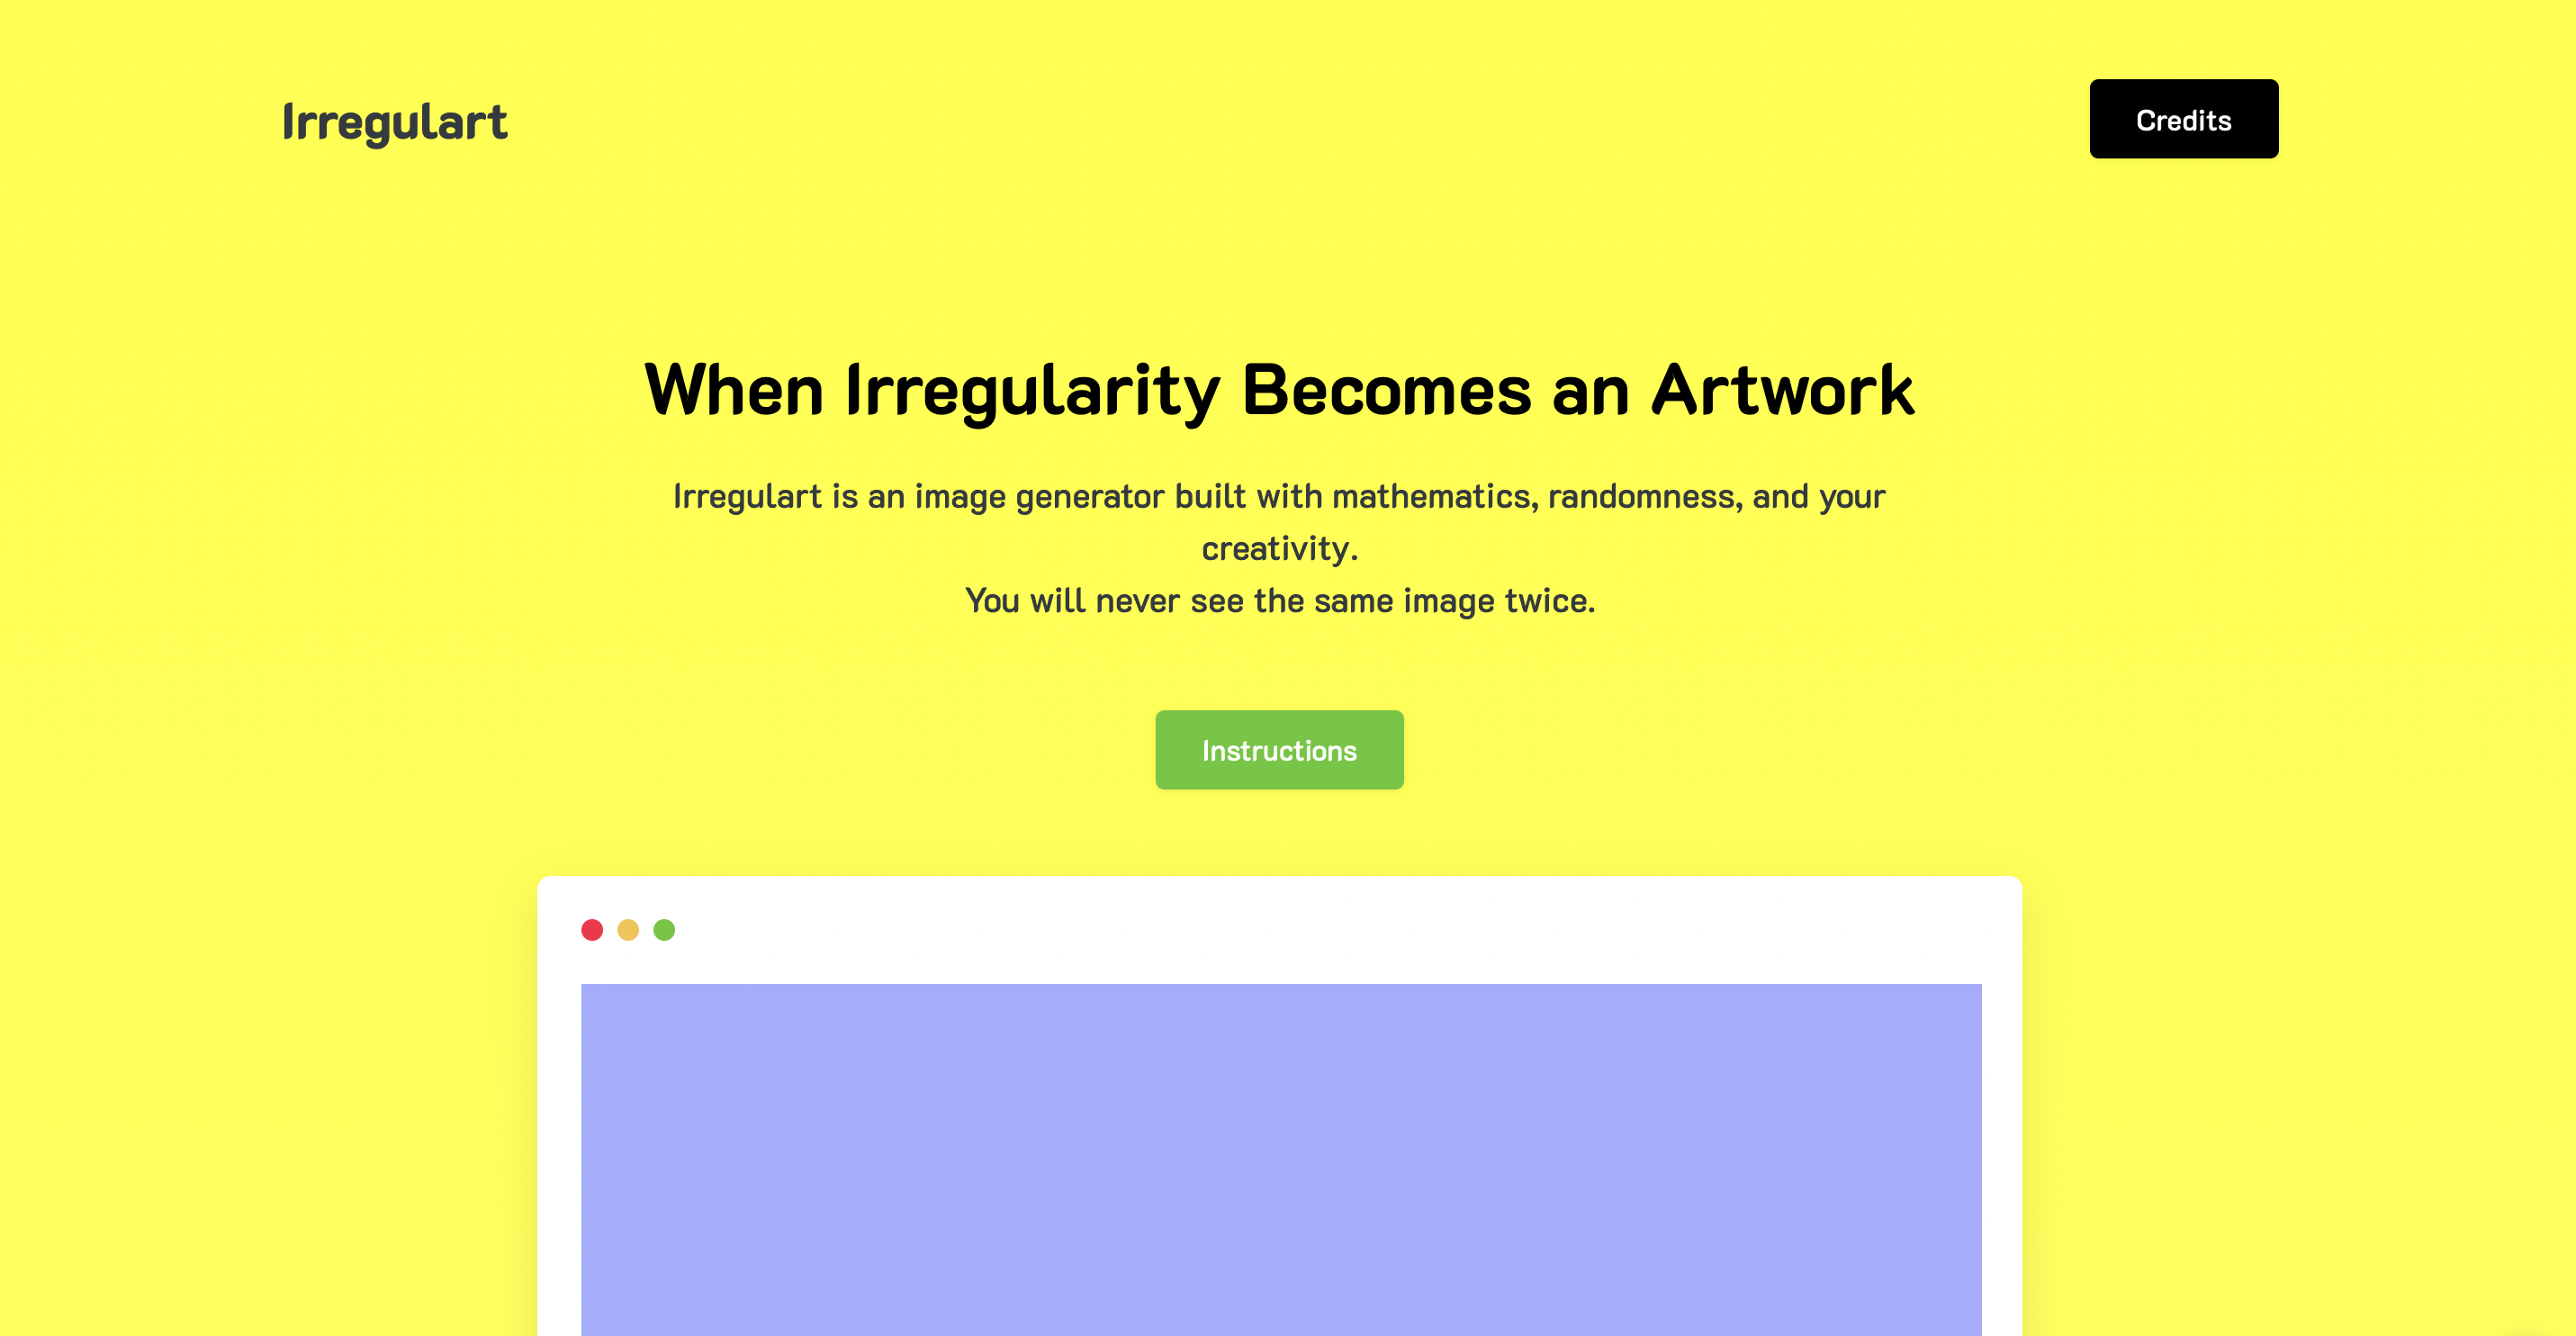 Irregulart
Credits
When Irregularity Becomes an Artwork
Irregulart is an image generator built with mathematics, randomness, and your
creativity.
You will never see the same image twice.
Instructions